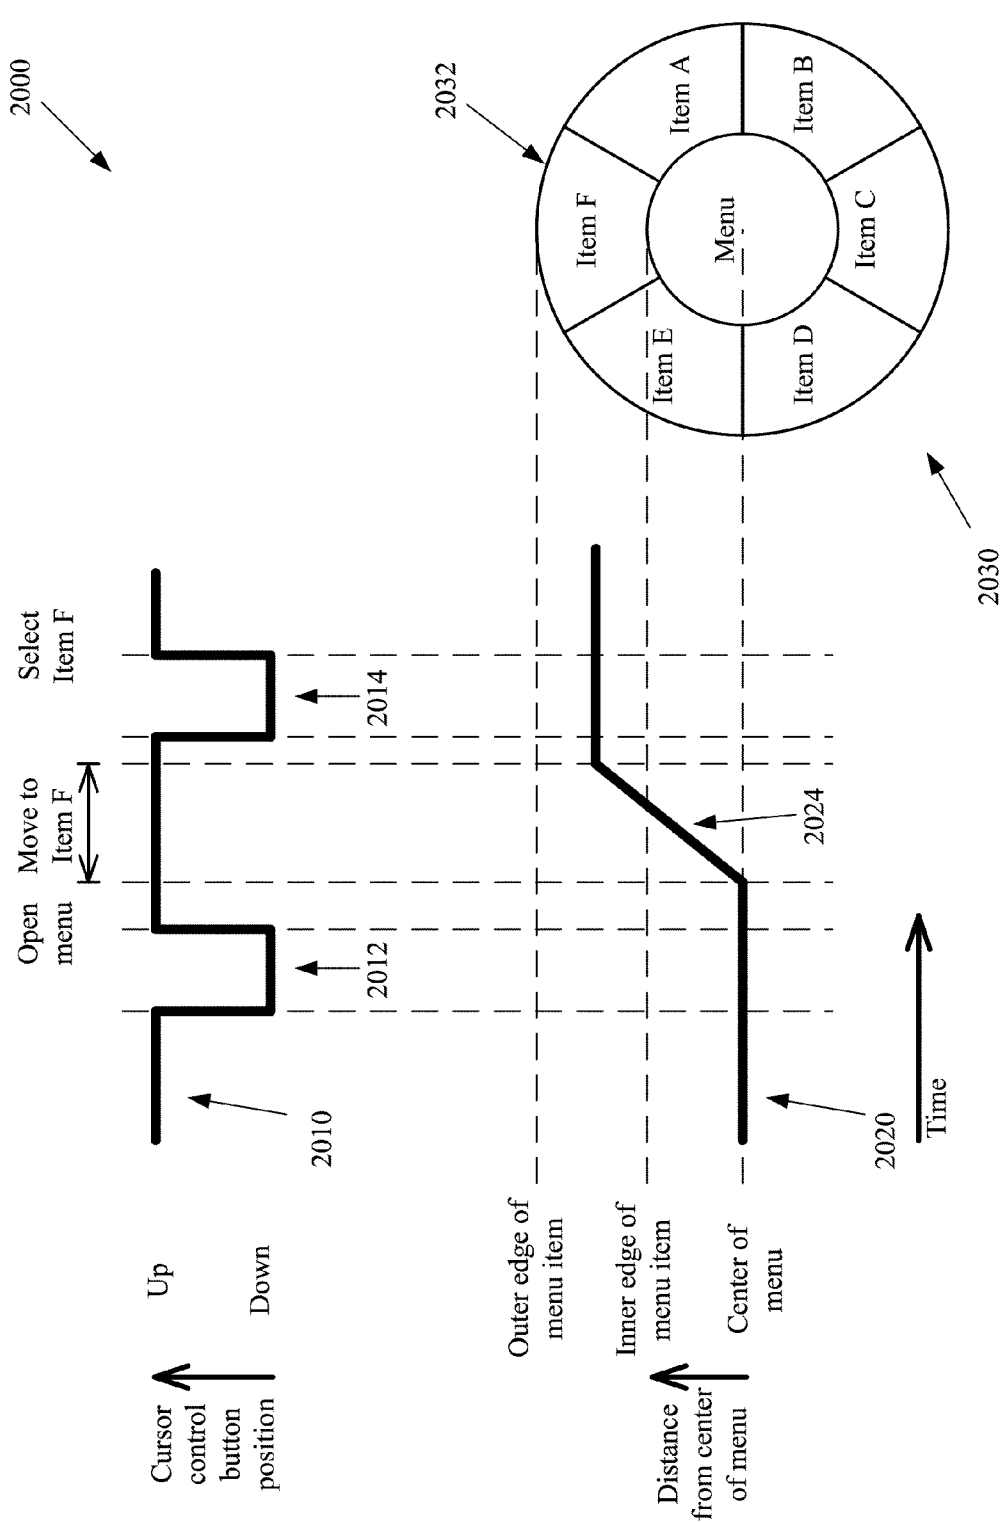 2000
Open
menu
Move to
Item F
Select
Item F
Cursor
control
button
position
Up
Down
2010
2012
2014
Distance
from center
of menu
Outer edge of
menu item
Inner edge of
menu item
Center of
menu
2020
2024
Time
2030
2032
Menu
Item A
Item B
Item C
Item D
Item E
Item F